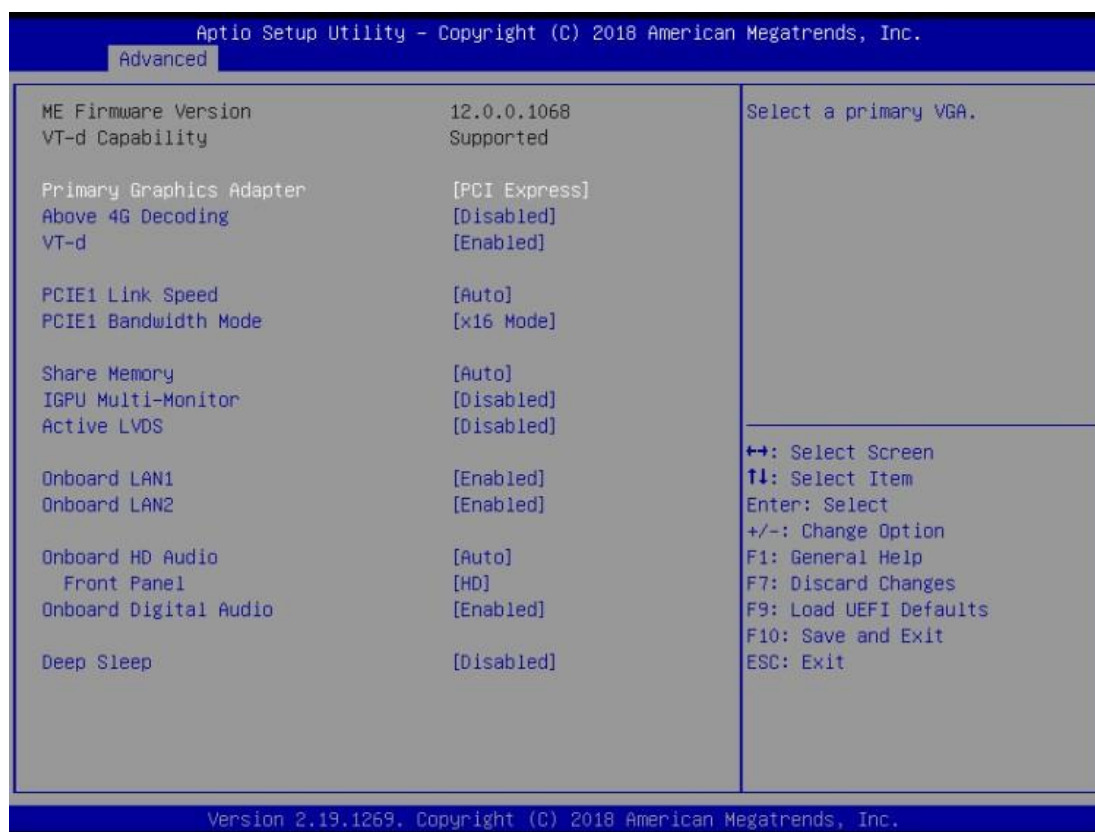 Aptio Setup Utility – Copyright (C) 2018 American Megatrends, Inc.
Advanced
ME Firmware Version 12.0.0.1068
VT-d Capability Supported
Primary Graphics Adapter [PCI Express]
Above 4G Decoding [Disabled]
VT-d [Enabled]
PCIE1 Link Speed [Auto]
PCIE1 Bandwidth Mode [x16 Mode]
Share Memory [Auto]
IGPU Multi-Monitor [Disabled]
Active LVDS [Disabled]
Onboard LAN1 [Enabled]
Onboard LAN2 [Enabled]
Onboard HD Audio [Auto]
Front Panel [HD]
Onboard Digital Audio [Enabled]
Deep Sleep [Disabled]
Select a primary VGA.
↔: Select Screen
↑↓: Select Item
Enter: Select
+/-: Change Option
F1: General Help
F7: Discard Changes
F9: Load UEFI Defaults
F10: Save and Exit
ESC: Exit
Version 2.19.1269. Copyright (C) 2018 American Megatrends, Inc.